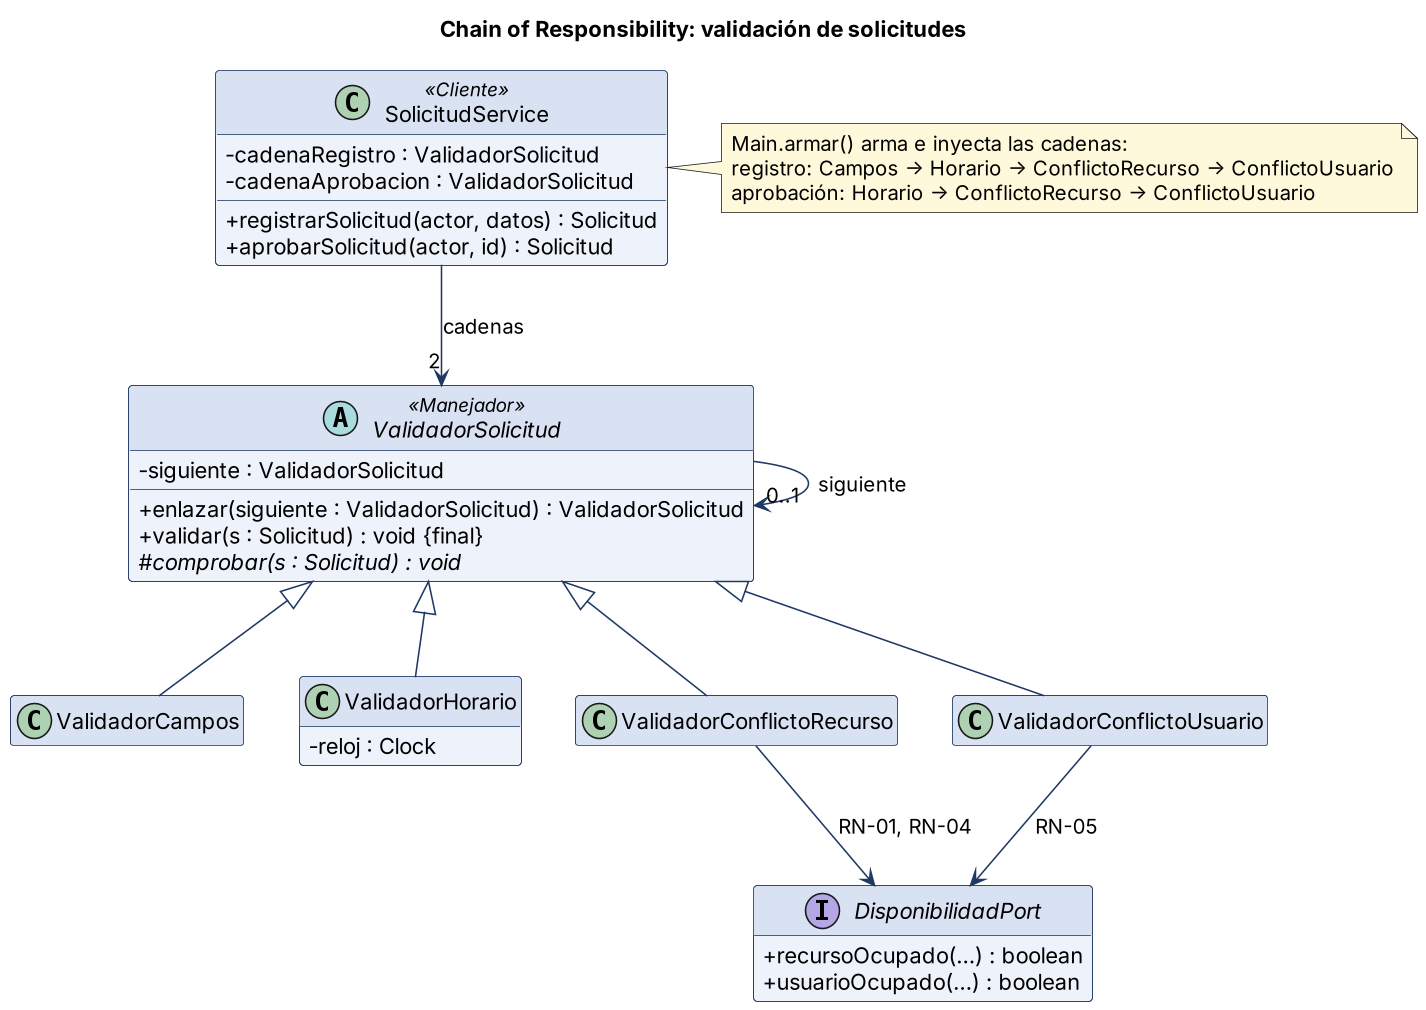 Chain of Responsibility: validación de solicitudes
C
«Cliente»
SolicitudService
-cadenaRegistro : ValidadorSolicitud
-cadenaAprobacion : ValidadorSolicitud
+registrarSolicitud(actor, datos) : Solicitud
+aprobarSolicitud(actor, id) : Solicitud
Main.armar() arma e inyecta las cadenas:
registro: Campos → Horario → ConflictoRecurso → ConflictoUsuario
aprobación: Horario → ConflictoRecurso → ConflictoUsuario
cadenas
2
A
«Manejador»
ValidadorSolicitud
-siguiente : ValidadorSolicitud
+enlazar(siguiente : ValidadorSolicitud) : ValidadorSolicitud
+validar(s : Solicitud) : void {final}
#comprobar(s : Solicitud) : void
0..1
siguiente
C ValidadorCampos
C ValidadorHorario
-reloj : Clock
C ValidadorConflictoRecurso
C ValidadorConflictoUsuario
RN-01, RN-04
RN-05
I DisponibilidadPort
+recursoOcupado(...) : boolean
+usuarioOcupado(...) : boolean